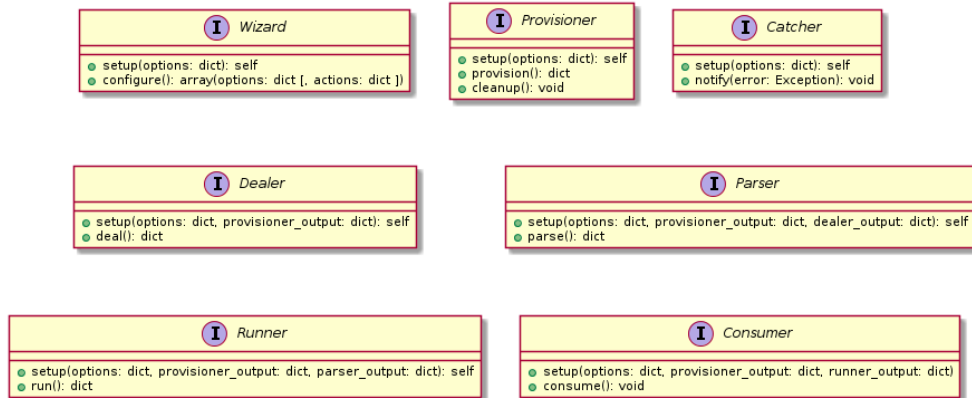 I Wizard
setup(options: dict): self
configure(): array(options: dict [, actions: dict ])
I Provisioner
setup(options: dict): self
provision(): dict
cleanup(): void
I Catcher
setup(options: dict): self
notify(error: Exception): void
I Dealer
setup(options: dict, provisioner_output: dict): self
deal(): dict
I Parser
setup(options: dict, provisioner_output: dict, dealer_output: dict): self
parse(): dict
I Runner
setup(options: dict, provisioner_output: dict, parser_output: dict): self
run(): dict
I Consumer
setup(options: dict, provisioner_output: dict, runner_output: dict)
consume(): void